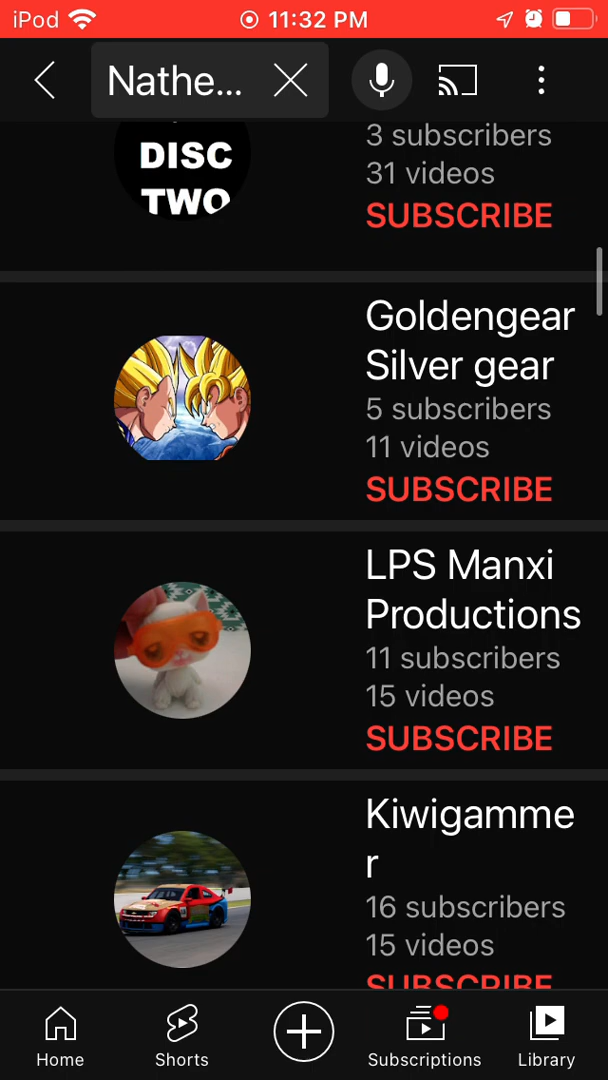 iPod 11:32 PM
Nathe...
DISC
TWO
3 subscribers
31 videos
SUBSCRIBE
Goldengear
Silver gear
5 subscribers
11 videos
SUBSCRIBE
LPS Manxi
Productions
11 subscribers
15 videos
SUBSCRIBE
Kiwigamme
r
16 subscribers
15 videos
SUBSCRIBE
Home Shorts Subscriptions Library